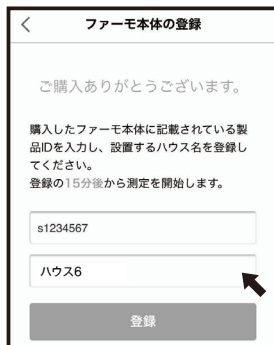 ファーモ本体の登録
ご購入ありがとうございます。
購入したファーモ本体に記載されている製
品IDを入力し、設置するハウス名を登録し
てください。
登録の15分後から測定を開始します。
s1234567
ハウス6
登録